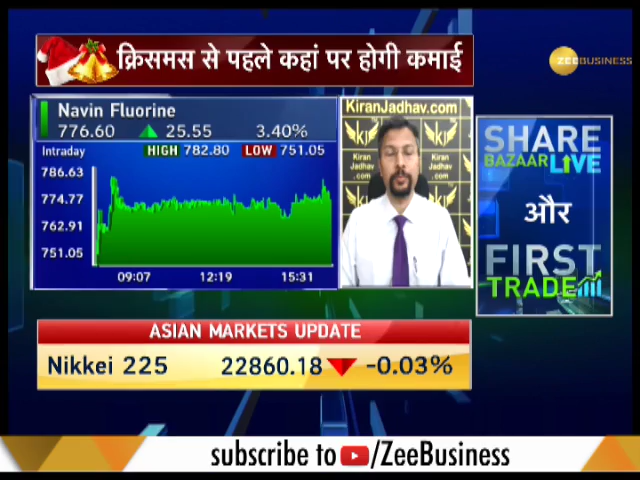 क्रिसमस से पहले कहां पर होगी कमाई
ZEEBUSINESS
Navin Fluorine
776.60 25.55 3.40%
Intraday HIGH 782.80 LOW 751.05
786.63
774.77
762.91
751.05
09:07 12:19 15:31
KiranJadhav.com
KJ
Kiran
Jadhav
.com
SHARE
BAZAAR LIVE
और
FIRST
TRADE
ASIAN MARKETS UPDATE
Nikkei 225 22860.18 -0.03%
subscribe to /ZeeBusiness